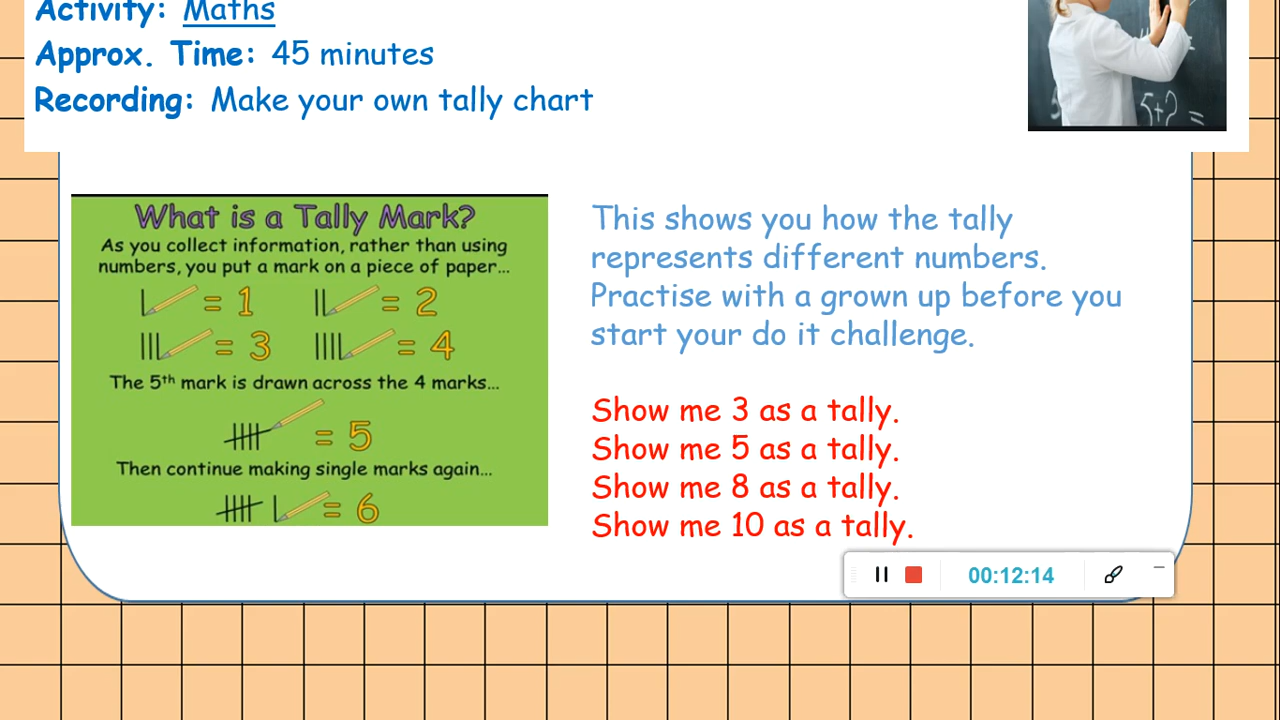 Activity: Maths
Approx. Time: 45 minutes
Recording: Make your own tally chart
5+2 =
What is a Tally Mark?
As you collect information, rather than using
numbers, you put a mark on a piece of paper...
= 1 = 2
= 3 = 4
The 5th mark is drawn across the 4 marks...
= 5
Then continue making single marks again...
= 6
This shows you how the tally
represents different numbers.
Practise with a grown up before you
start your do it challenge.
Show me 3 as a tally.
Show me 5 as a tally.
Show me 8 as a tally.
Show me 10 as a tally.
00:12:14